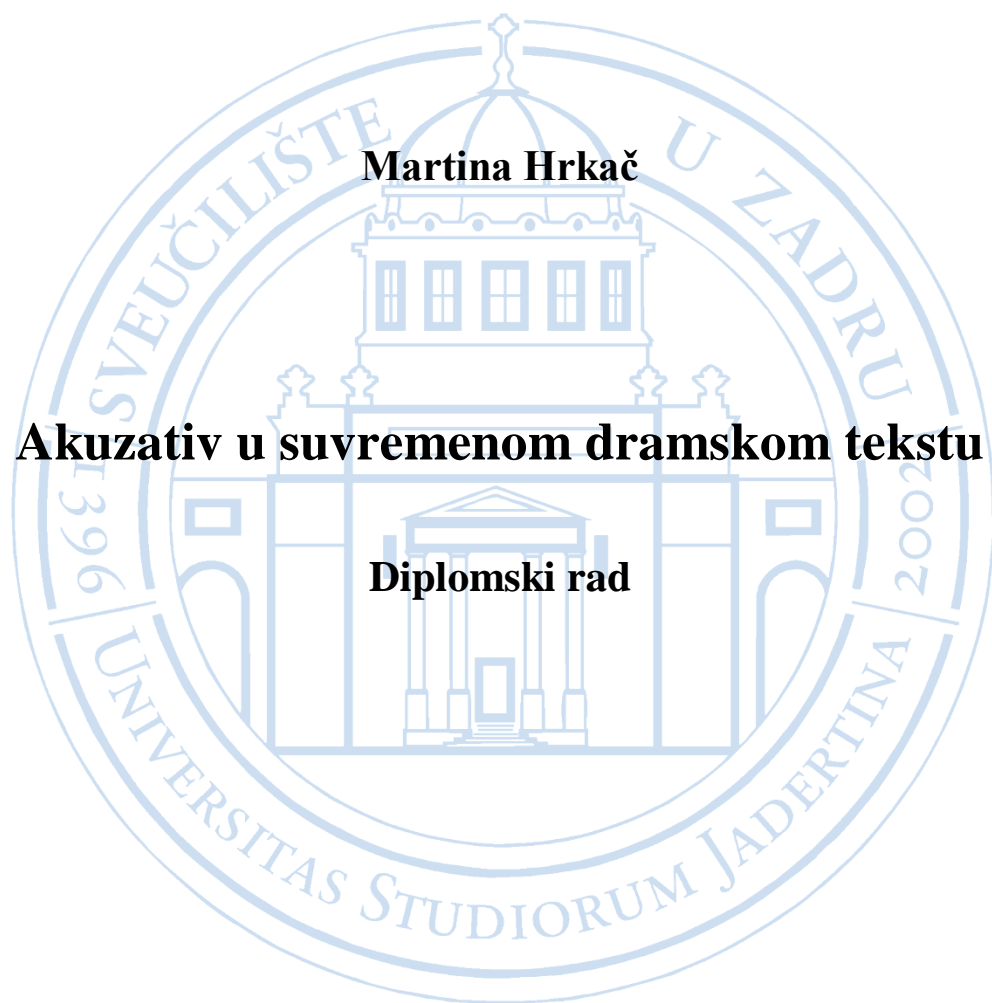 Martina Hrkač
Akuzativ u suvremenom dramskom tekstu
Diplomski rad
SVEUČILIŠTE U ZADRU
1396 2002
UNIVERSITAS STUDIORUM JADERTINA